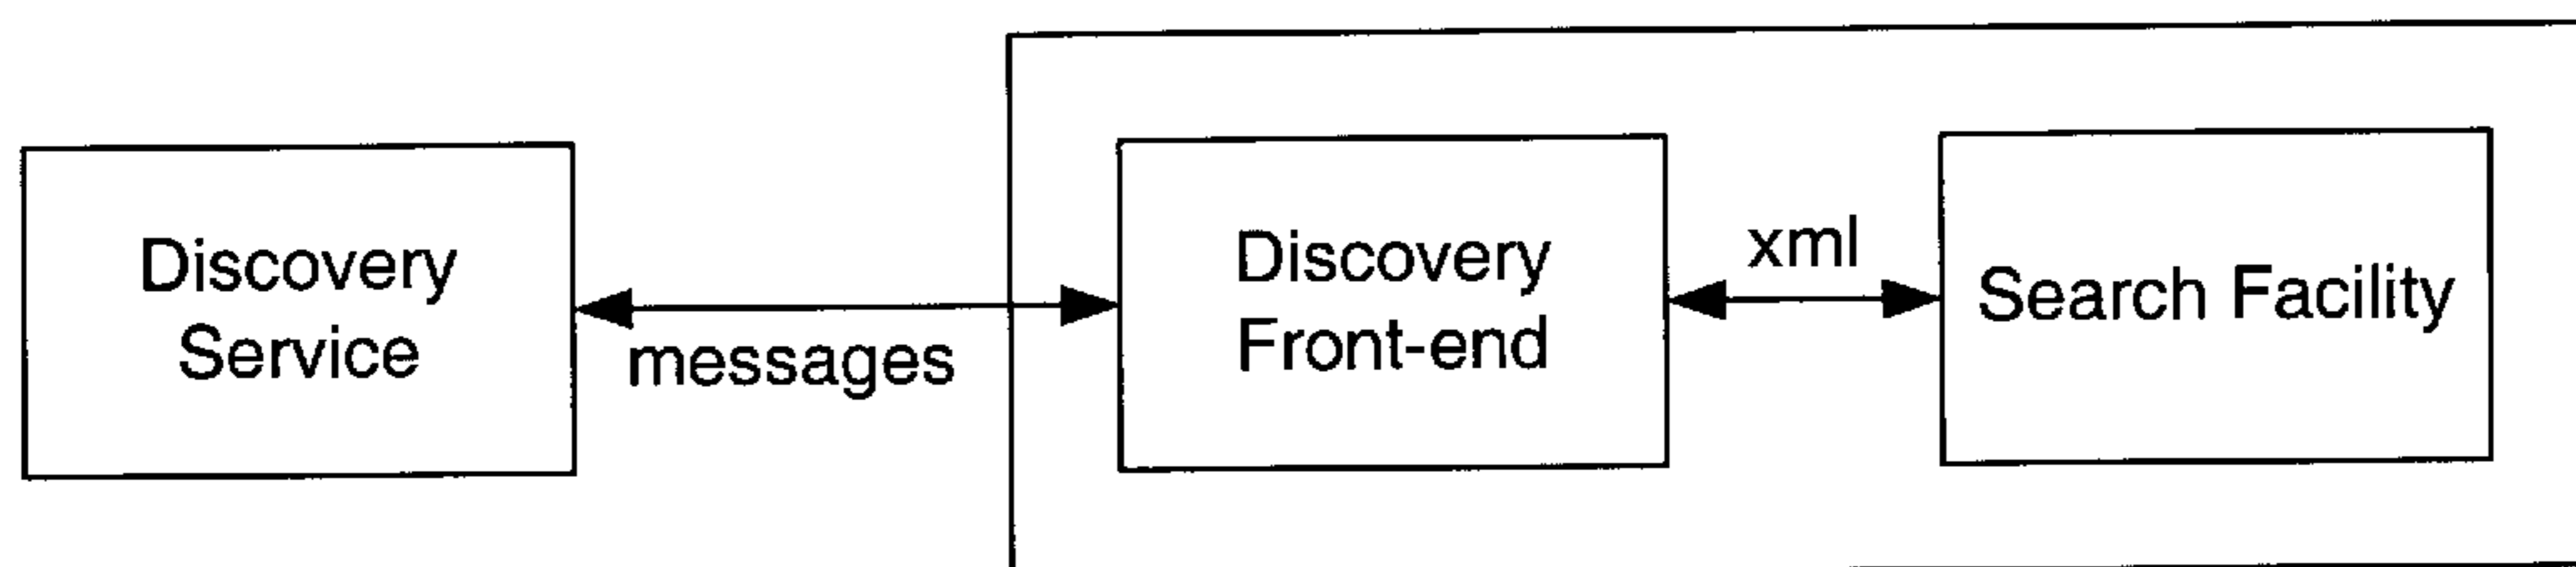 Discovery
Service
messages
Discovery
Front-end
xml
Search Facility